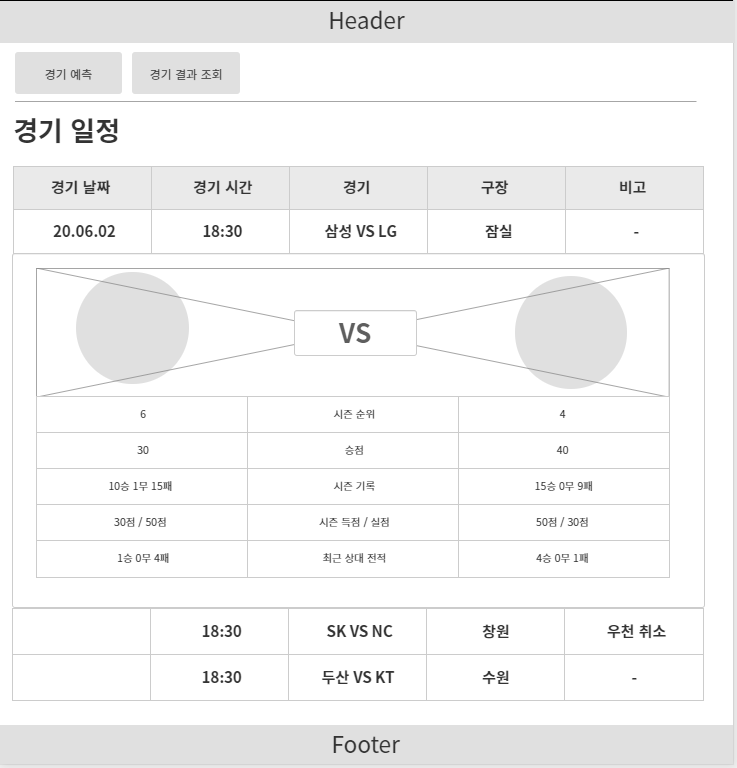 Header
경기 예측 경기 결과 조회
경기 일정
경기 날짜 경기 시간 경기 구장 비고
20.06.02 18:30 삼성 VS LG 잠실 -
VS
6 시즌 순위 4
30 승점 40
10승 1무 15패 시즌 기록 15승 0무 9패
30점 / 50점 시즌 득점 / 실점 50점 / 30점
1승 0무 4패 최근 상대 전적 4승 0무 1패
18:30 SK VS NC 창원 우천 취소
18:30 두산 VS KT 수원 -
Footer